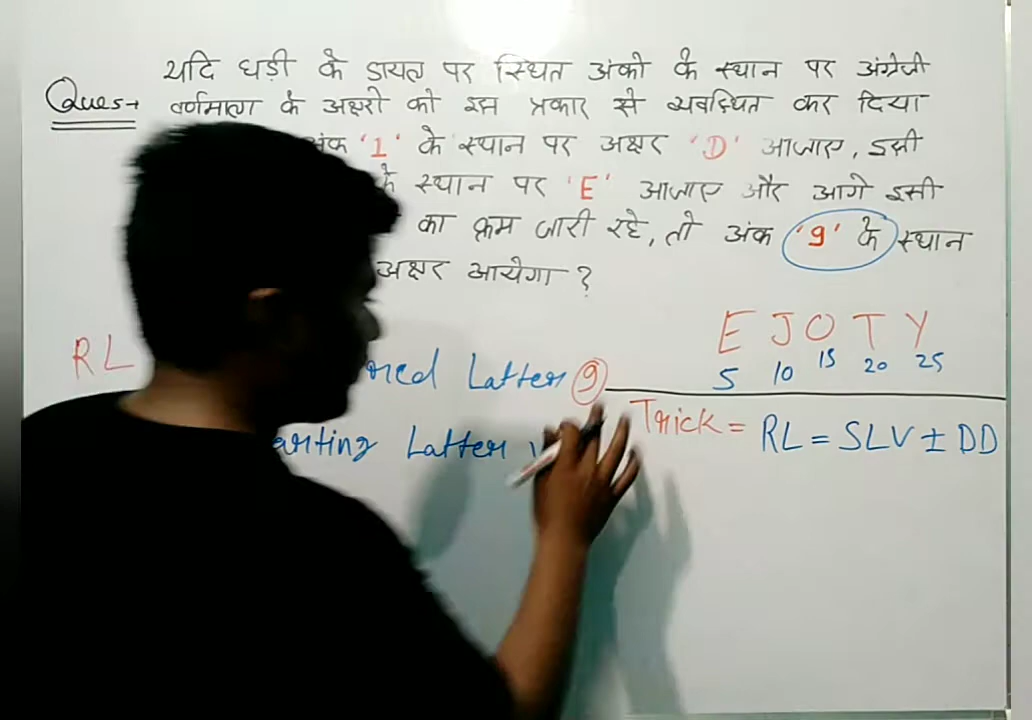 Ques→ यदि घड़ी के डायल पर स्थित अंको के स्थान पर अंग्रेजी
वर्णमाला के अक्षरो को इस प्रकार से व्यवस्थित कर दिया
अंक '1' के स्थान पर अक्षर 'D' आजाए, इसी
के स्थान पर 'E' आजाए और आगे इसी
का क्रम जारी रहे, तो अंक '9' के स्थान
अक्षर आयेगा ?
E J O T Y
5 10 15 20 25
RL Latter 9
Latter
Trick = RL = SLV ± DD